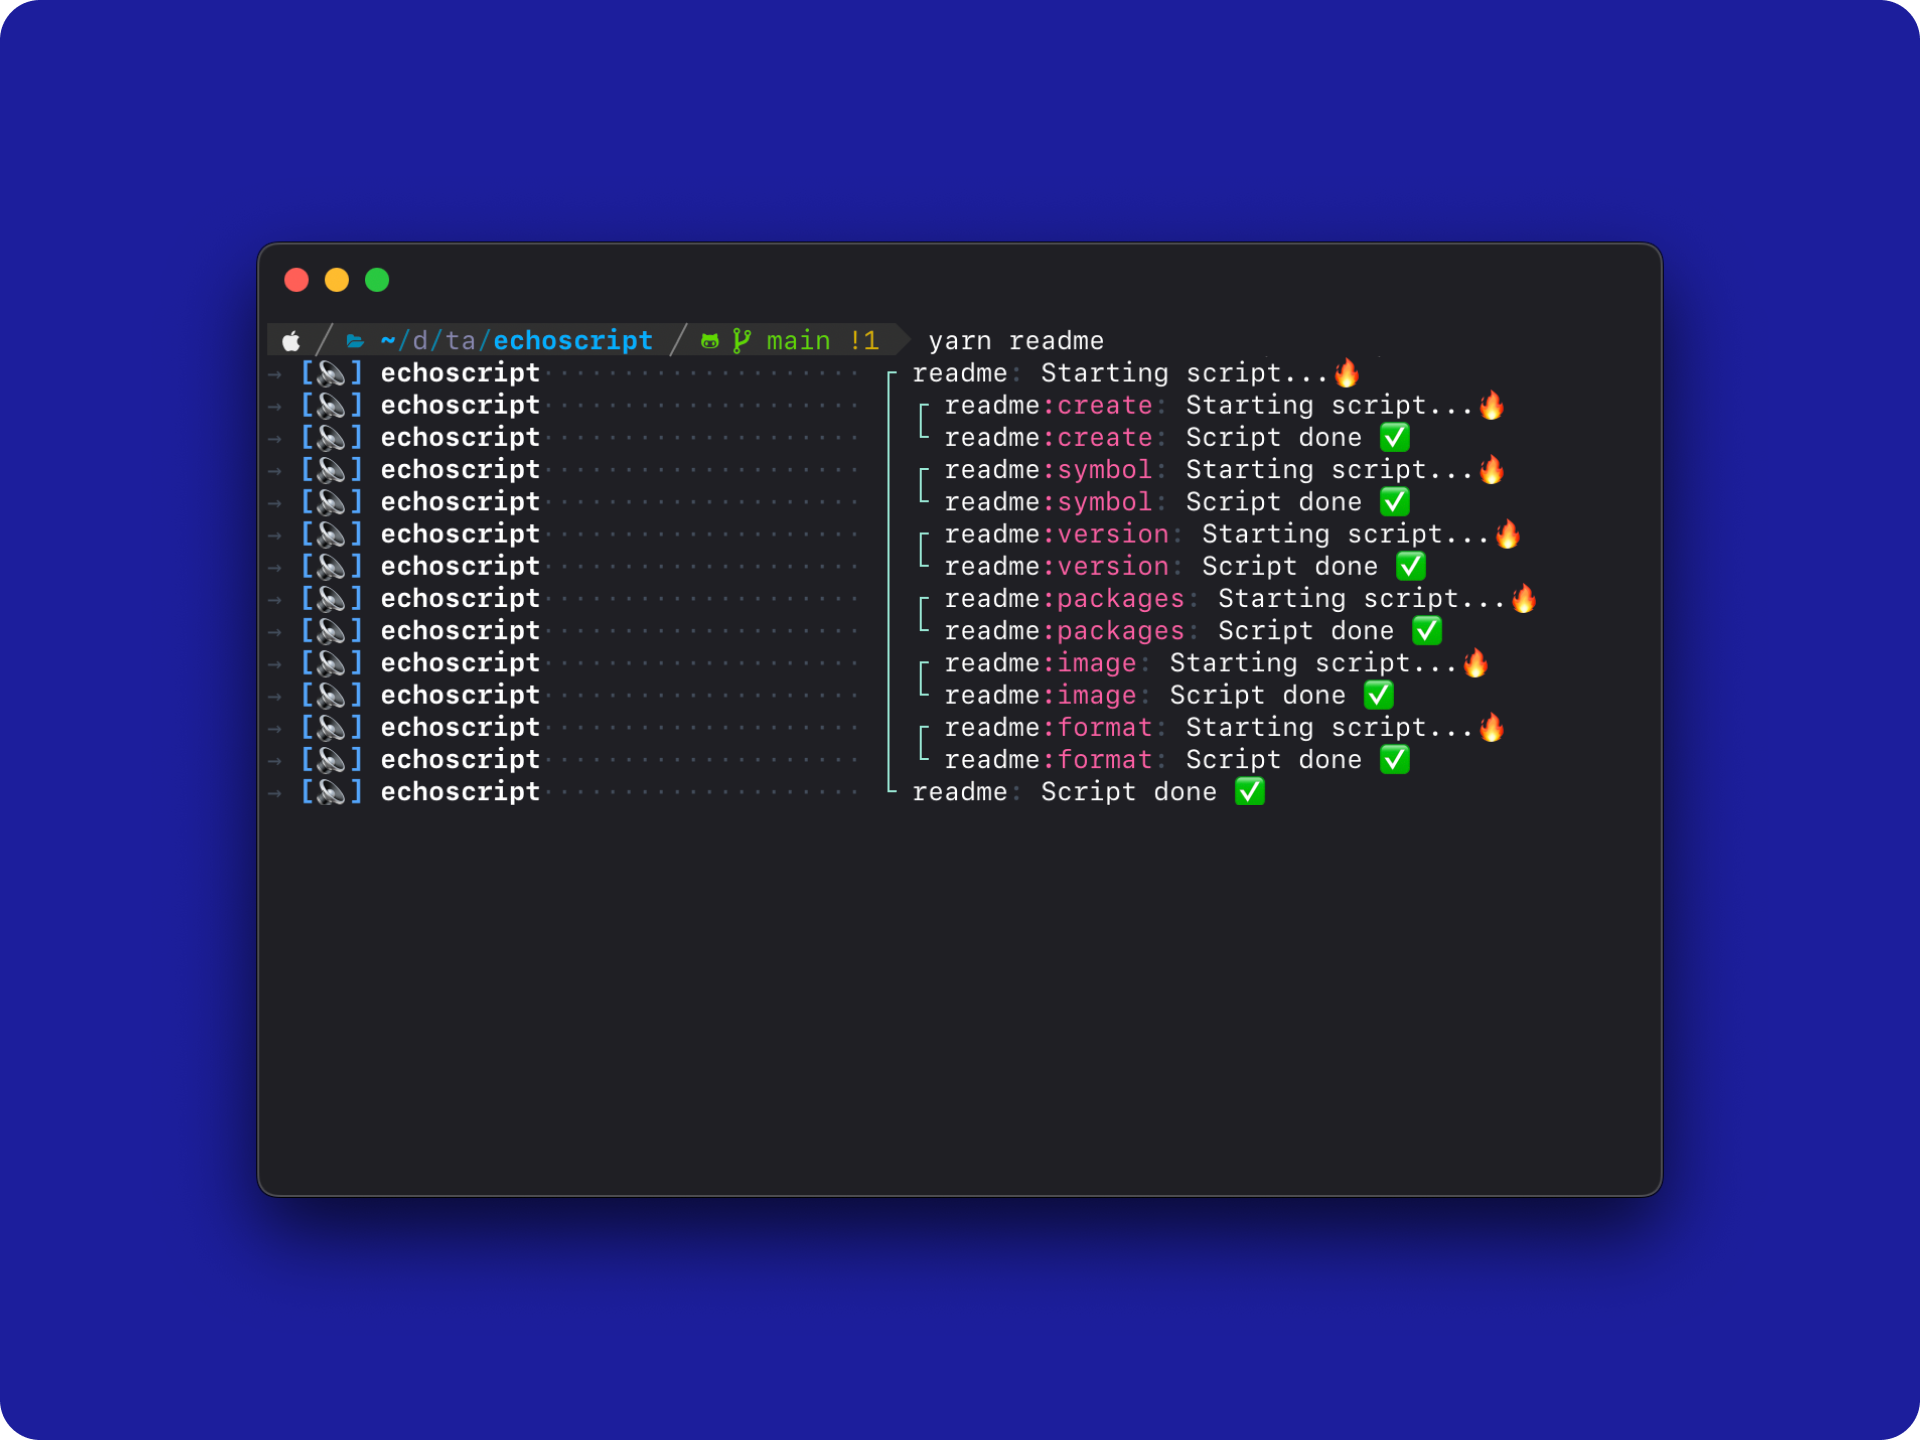 ~/d/ta/echoscript main !1 yarn readme
→ [🔊] echoscript···················· ┌ readme: Starting script...🔥
→ [🔊] echoscript···················· │ ┌ readme:create: Starting script...🔥
→ [🔊] echoscript···················· │ └ readme:create: Script done ✅
→ [🔊] echoscript···················· │ ┌ readme:symbol: Starting script...🔥
→ [🔊] echoscript···················· │ └ readme:symbol: Script done ✅
→ [🔊] echoscript···················· │ ┌ readme:version: Starting script...🔥
→ [🔊] echoscript···················· │ └ readme:version: Script done ✅
→ [🔊] echoscript···················· │ ┌ readme:packages: Starting script...🔥
→ [🔊] echoscript···················· │ └ readme:packages: Script done ✅
→ [🔊] echoscript···················· │ ┌ readme:image: Starting script...🔥
→ [🔊] echoscript···················· │ └ readme:image: Script done ✅
→ [🔊] echoscript···················· │ ┌ readme:format: Starting script...🔥
→ [🔊] echoscript···················· │ └ readme:format: Script done ✅
→ [🔊] echoscript···················· └ readme: Script done ✅